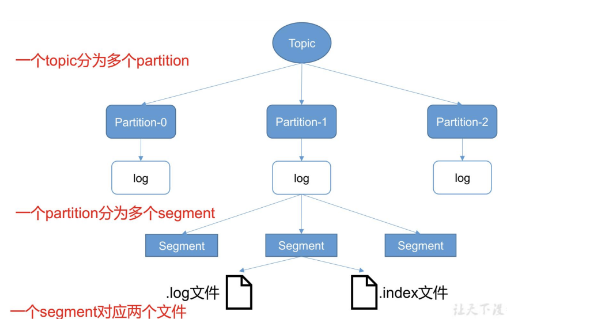 Topic
一个topic分为多个partition
Partition-0
Partition-1
Partition-2
log
log
log
一个partition分为多个segment
Segment
Segment
Segment
.log文件
.index文件
一个segment对应两个文件
让天下没